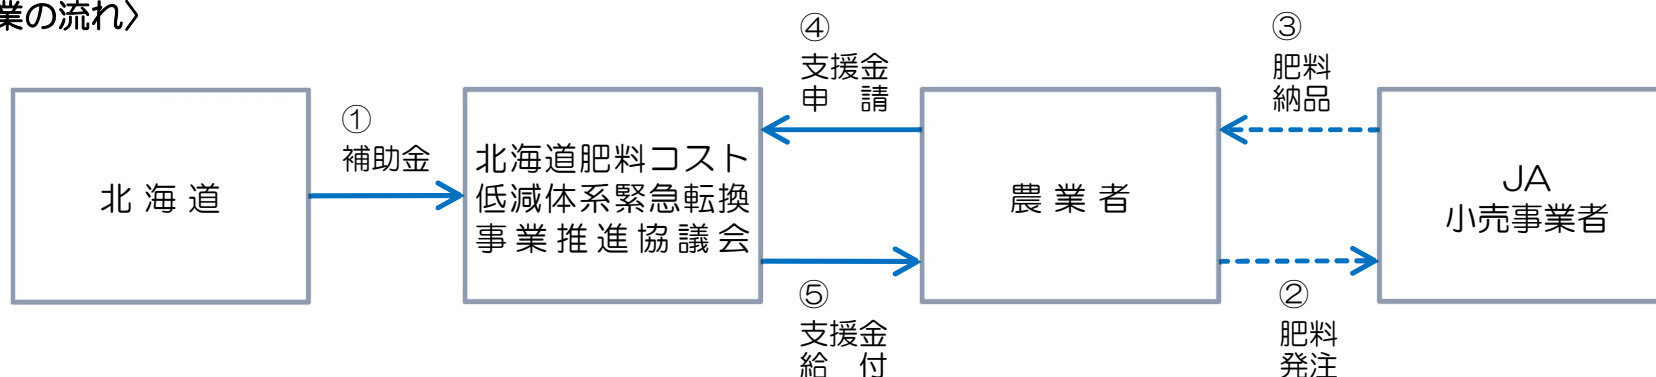 業の流れ〉
北 海 道
①
補助金
北海道肥料コスト
低減体系緊急転換
事業推進協議会
④
支援金
申　請
⑤
支援金
給　付
農 業 者
③
肥料
納品
②
肥料
発注
JA
小売事業者